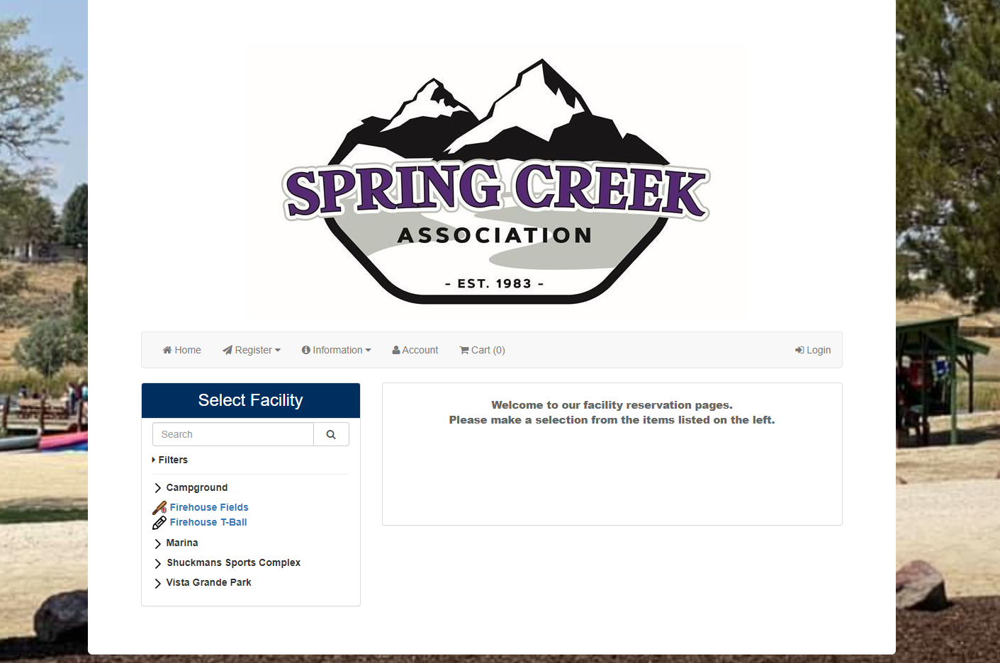 SPRING CREEK
ASSOCIATION
- EST. 1983 -
Home Register Information Account Cart (0) Login
Select Facility
Search
Filters
Campground
Firehouse Fields
Firehouse T-Ball
Marina
Shuckmans Sports Complex
Vista Grande Park
Welcome to our facility reservation pages.
Please make a selection from the items listed on the left.